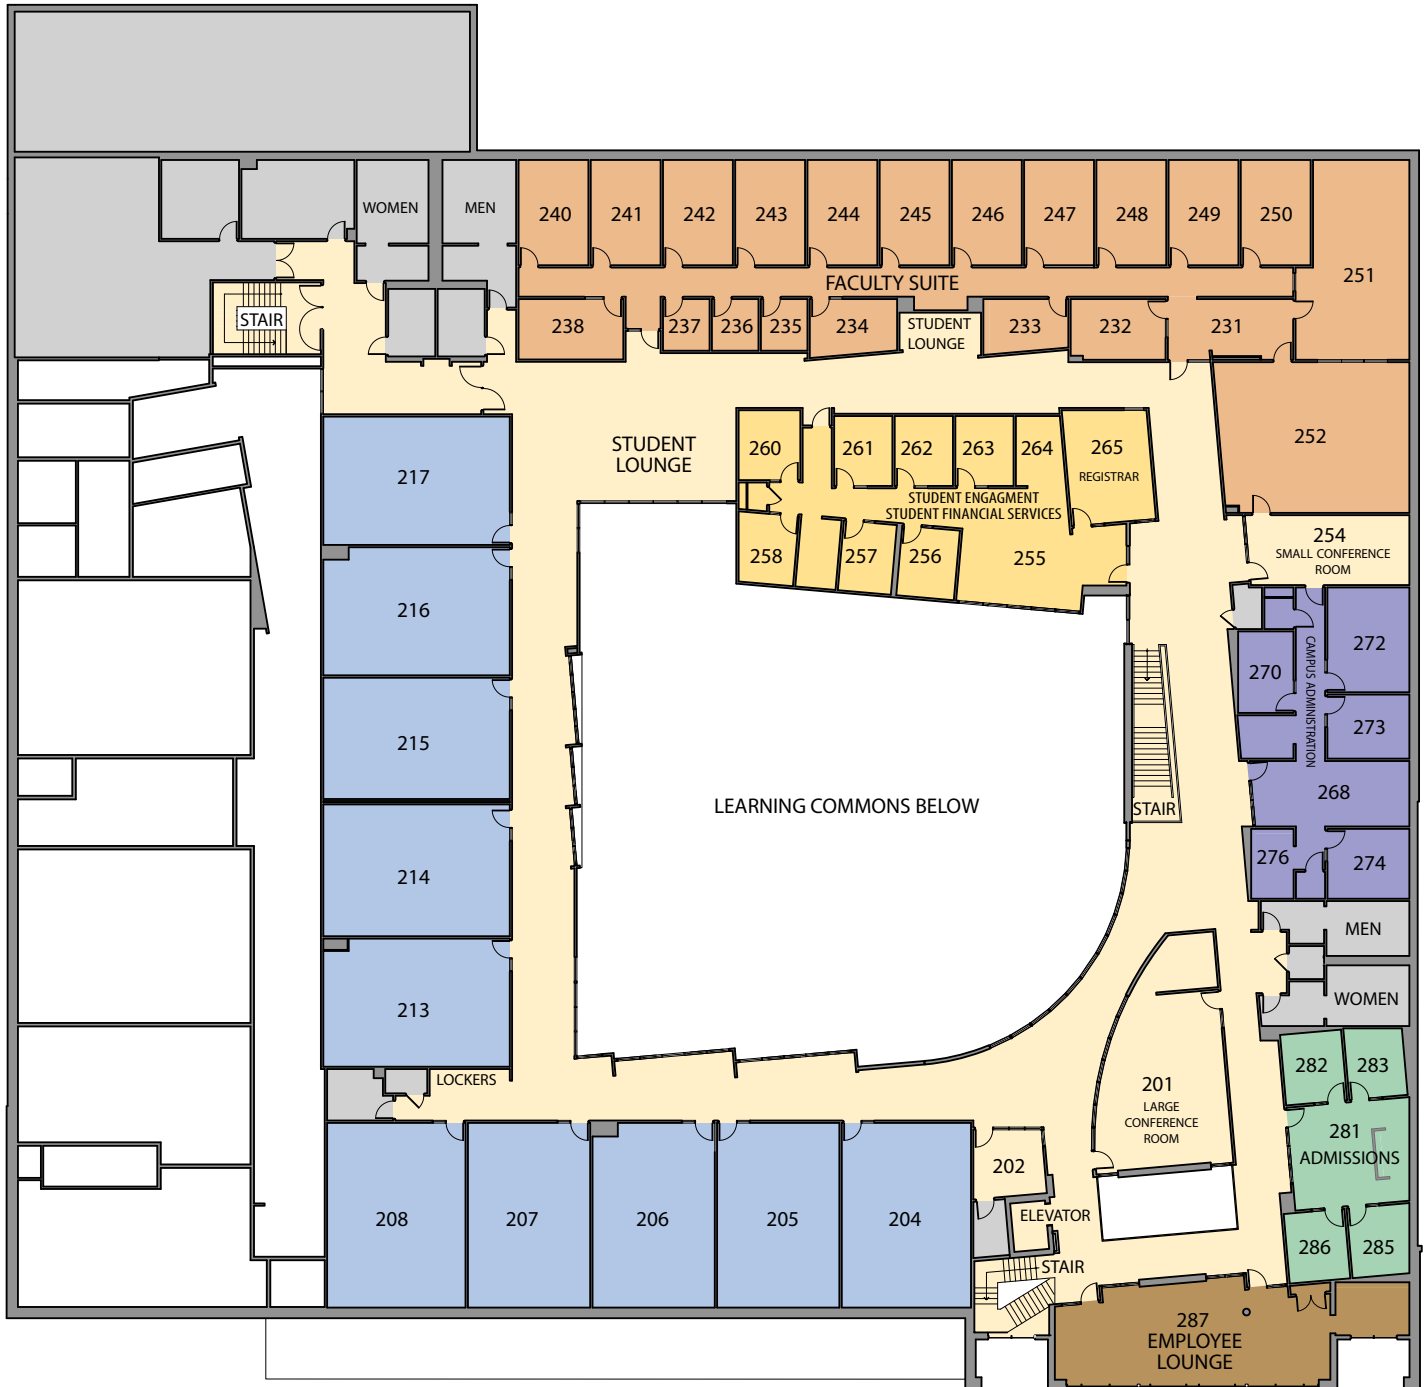 WOMEN
MEN
240
241
242
243
244
245
246
247
248
249
250
251
FACULTY SUITE
STAIR
238
237
236
235
234
STUDENT
LOUNGE
233
232
231
STUDENT
LOUNGE
260
261
262
263
264
265
REGISTRAR
252
217
STUDENT ENGAGMENT
STUDENT FINANCIAL SERVICES
258
257
256
255
254
SMALL CONFERENCE
ROOM
216
270
CAMPUS ADMINISTRATION
272
273
215
268
LEARNING COMMONS BELOW
STAIR
276
274
214
MEN
WOMEN
213
LOCKERS
282
283
201
LARGE
CONFERENCE
ROOM
281
ADMISSIONS
202
208
207
206
205
204
ELEVATOR
286
285
STAIR
287
EMPLOYEE
LOUNGE